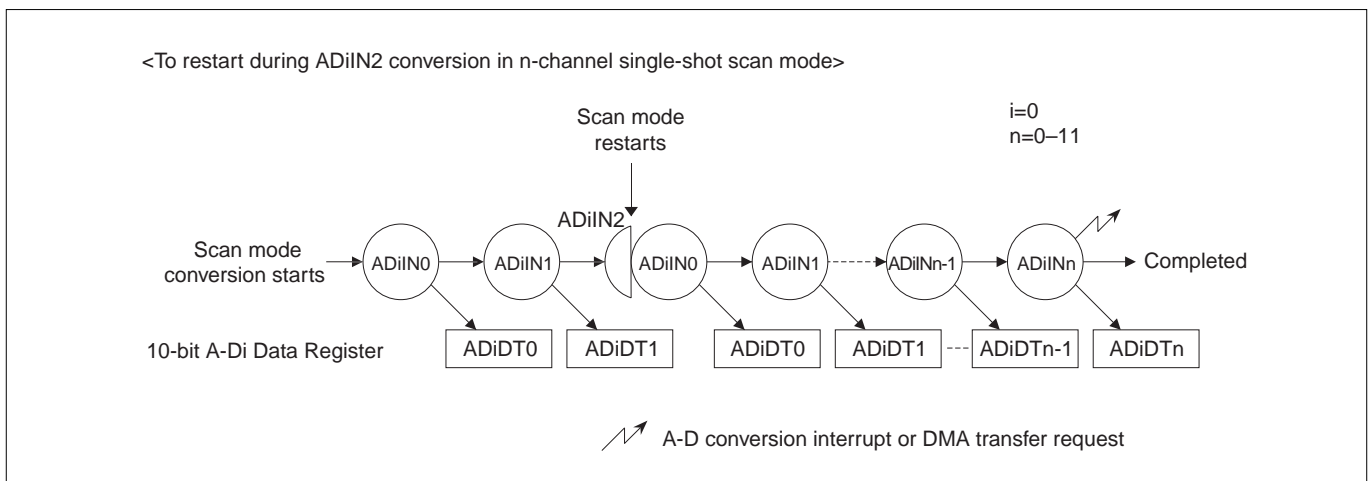 <To restart during ADiIN2 conversion in n-channel single-shot scan mode>
i=0
n=0–11
Scan mode
restarts
ADiIN2
Scan mode
conversion starts
ADiIN0
ADiIN1
ADiIN0
ADiIN1
ADiINn-1
ADiINn
Completed
10-bit A-Di Data Register
ADiDT0
ADiDT1
ADiDT0
ADiDT1
ADiDTn-1
ADiDTn
A-D conversion interrupt or DMA transfer request